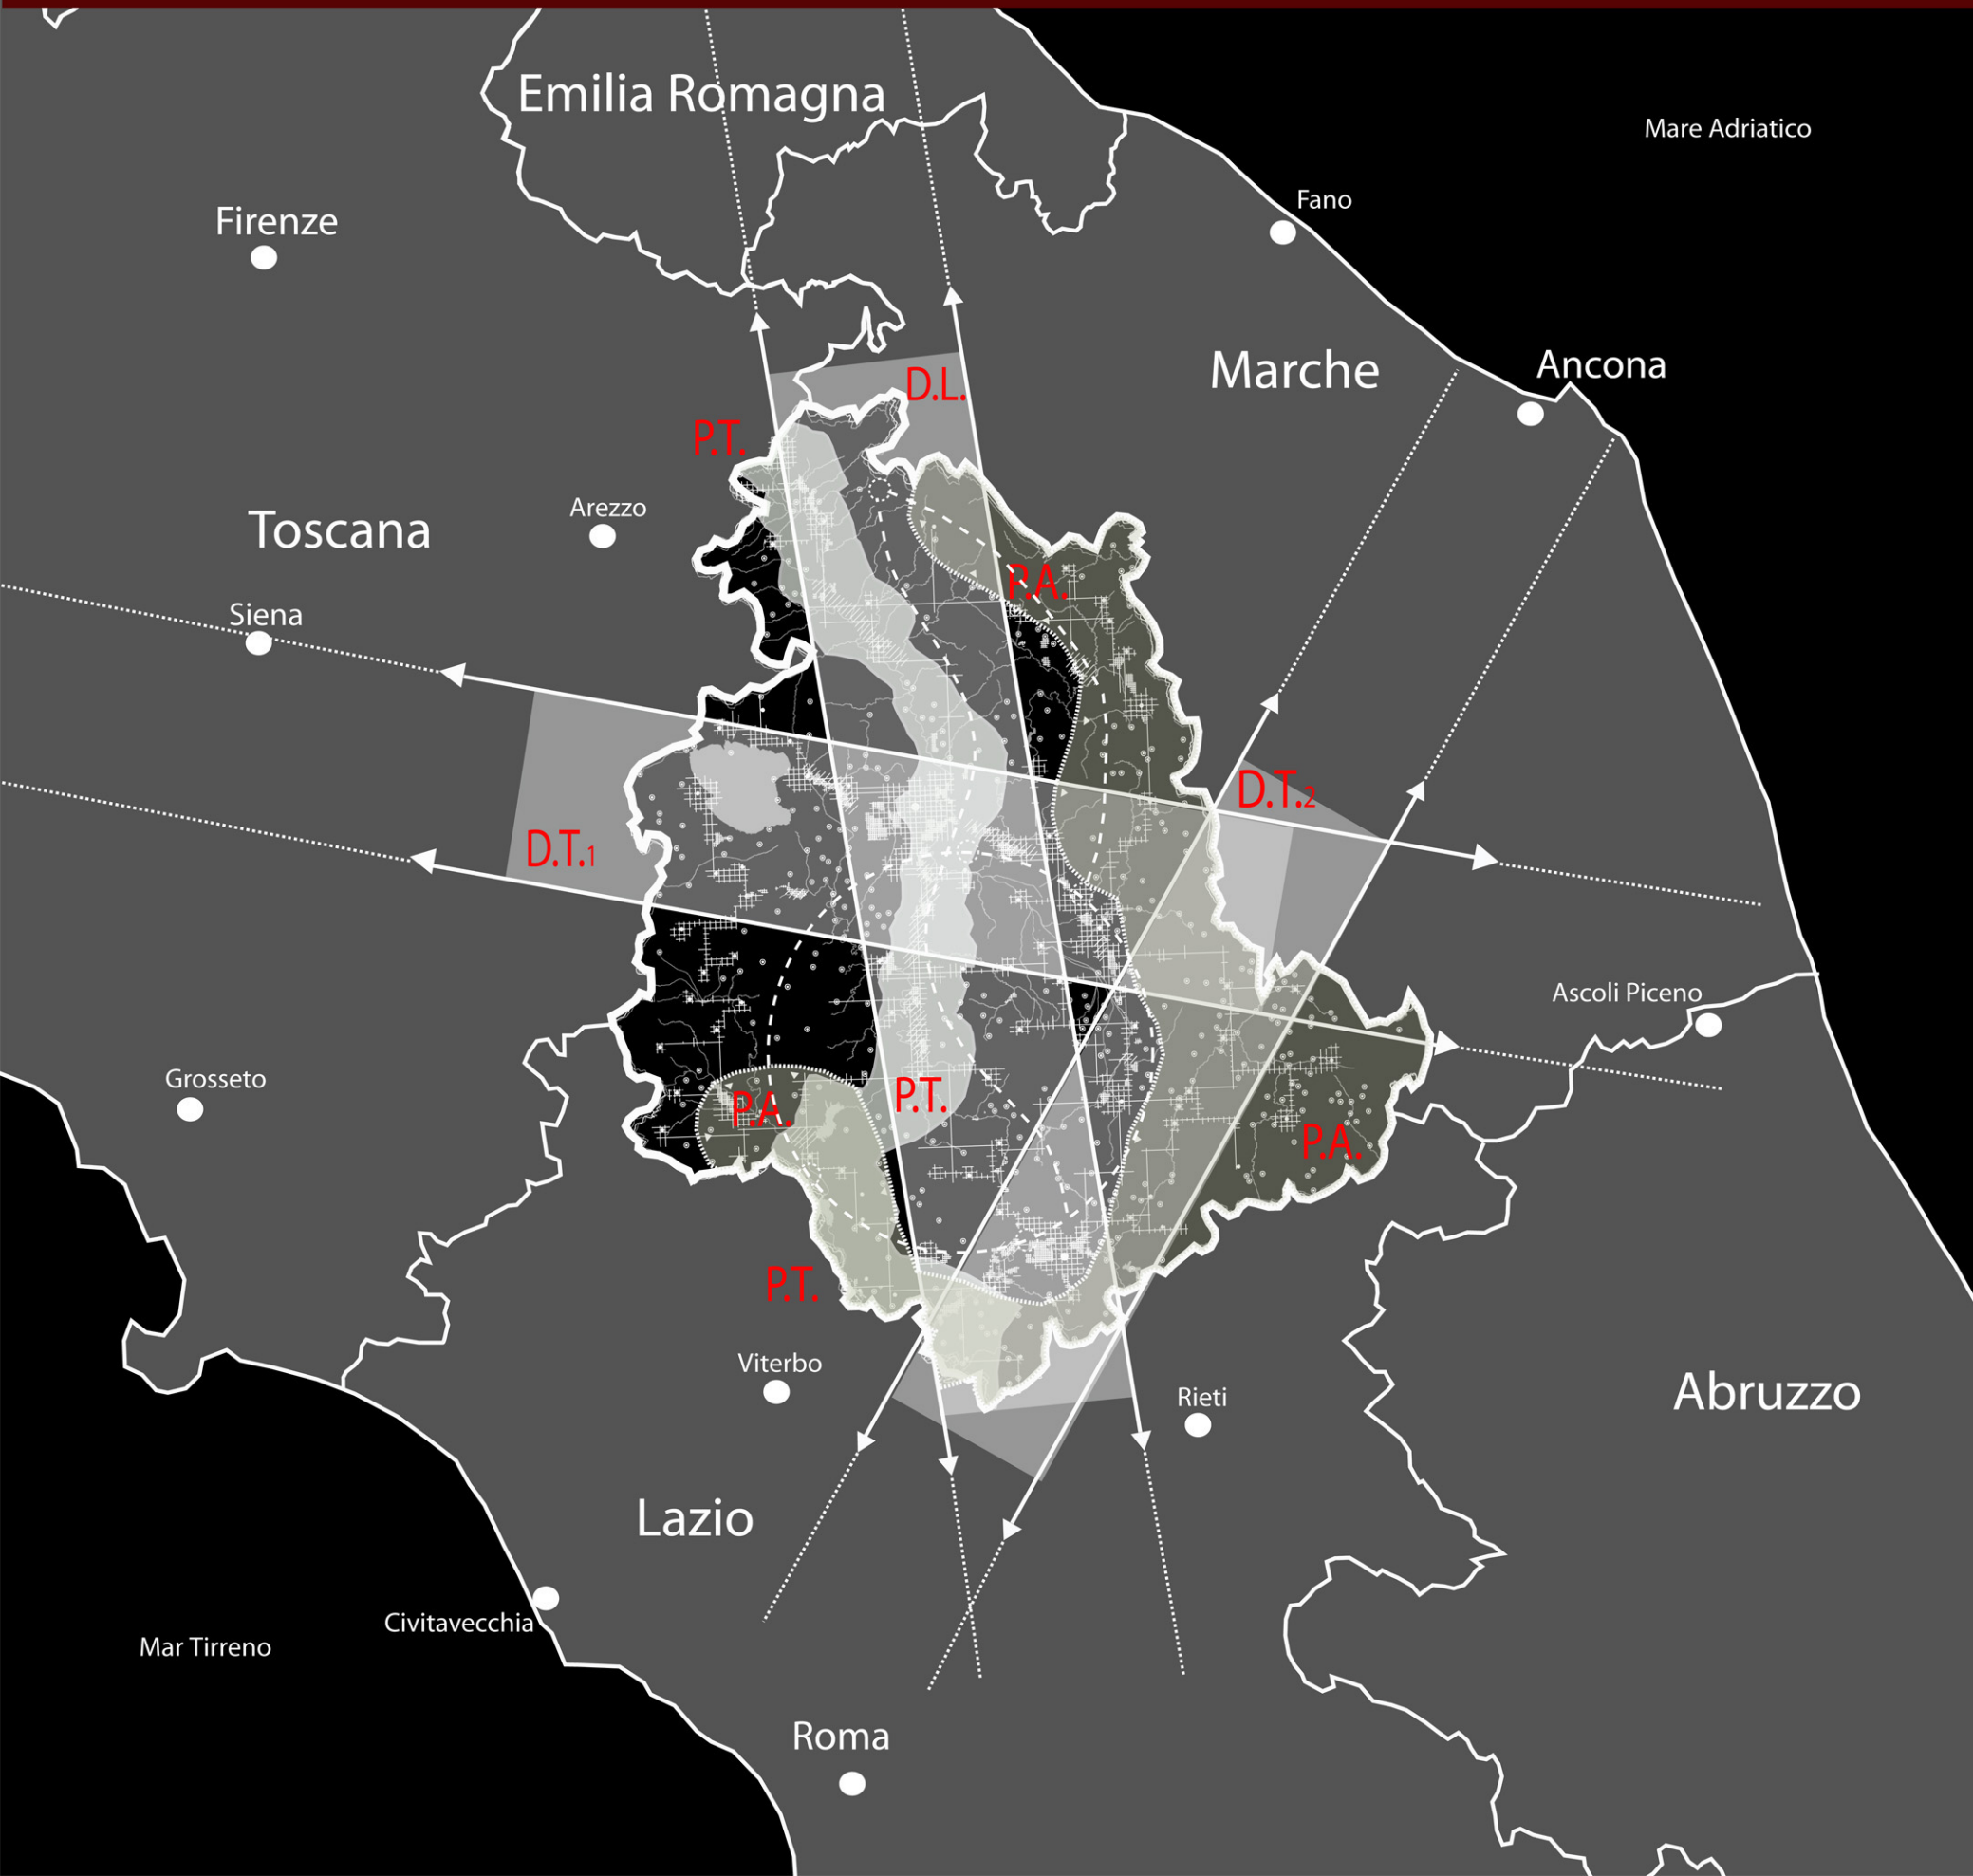 Emilia Romagna
Mare Adriatico
Fano
Firenze
Marche
Ancona
D.L.
P.T.
Arezzo
Toscana
P.A.
Siena
D.T.2
D.T.1
Ascoli Piceno
Grosseto
P.A.
P.T.
P.A.
P.T.
Viterbo
Rieti
Abruzzo
Lazio
Civitavecchia
Mar Tirreno
Roma